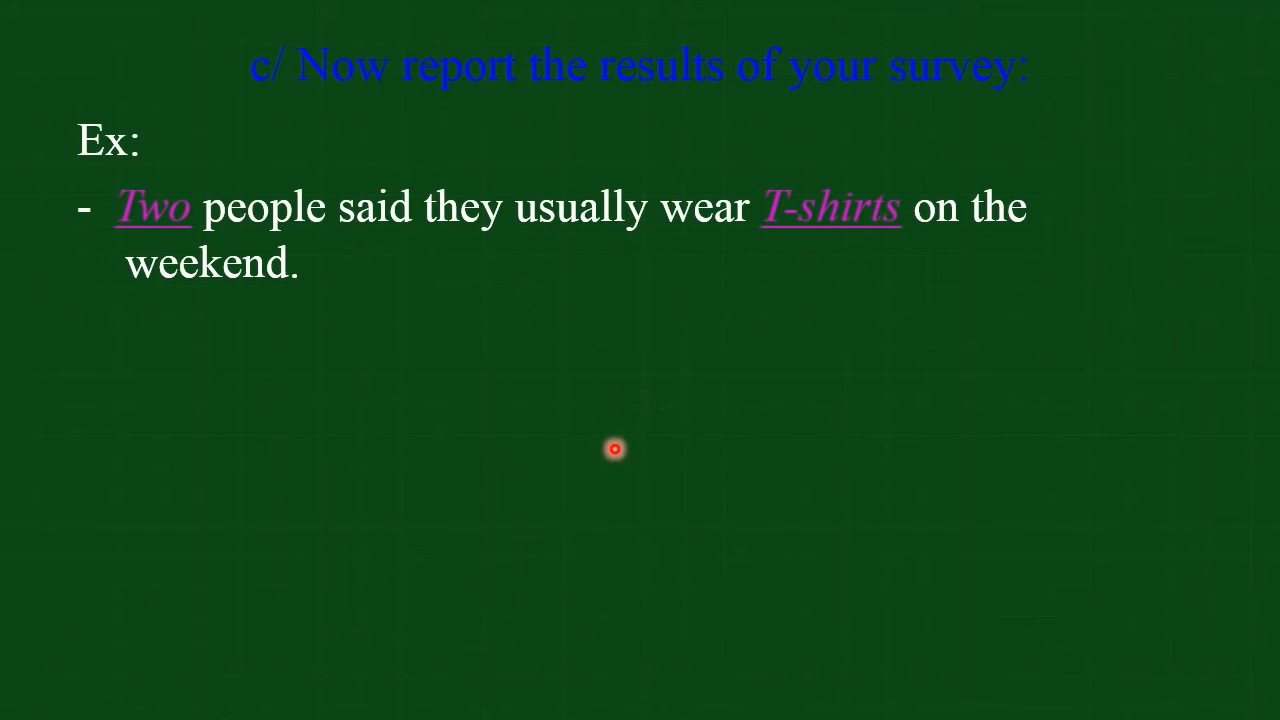 c/ Now report the results of your survey:
Ex:
- Two people said they usually wear T-shirts on the
weekend.